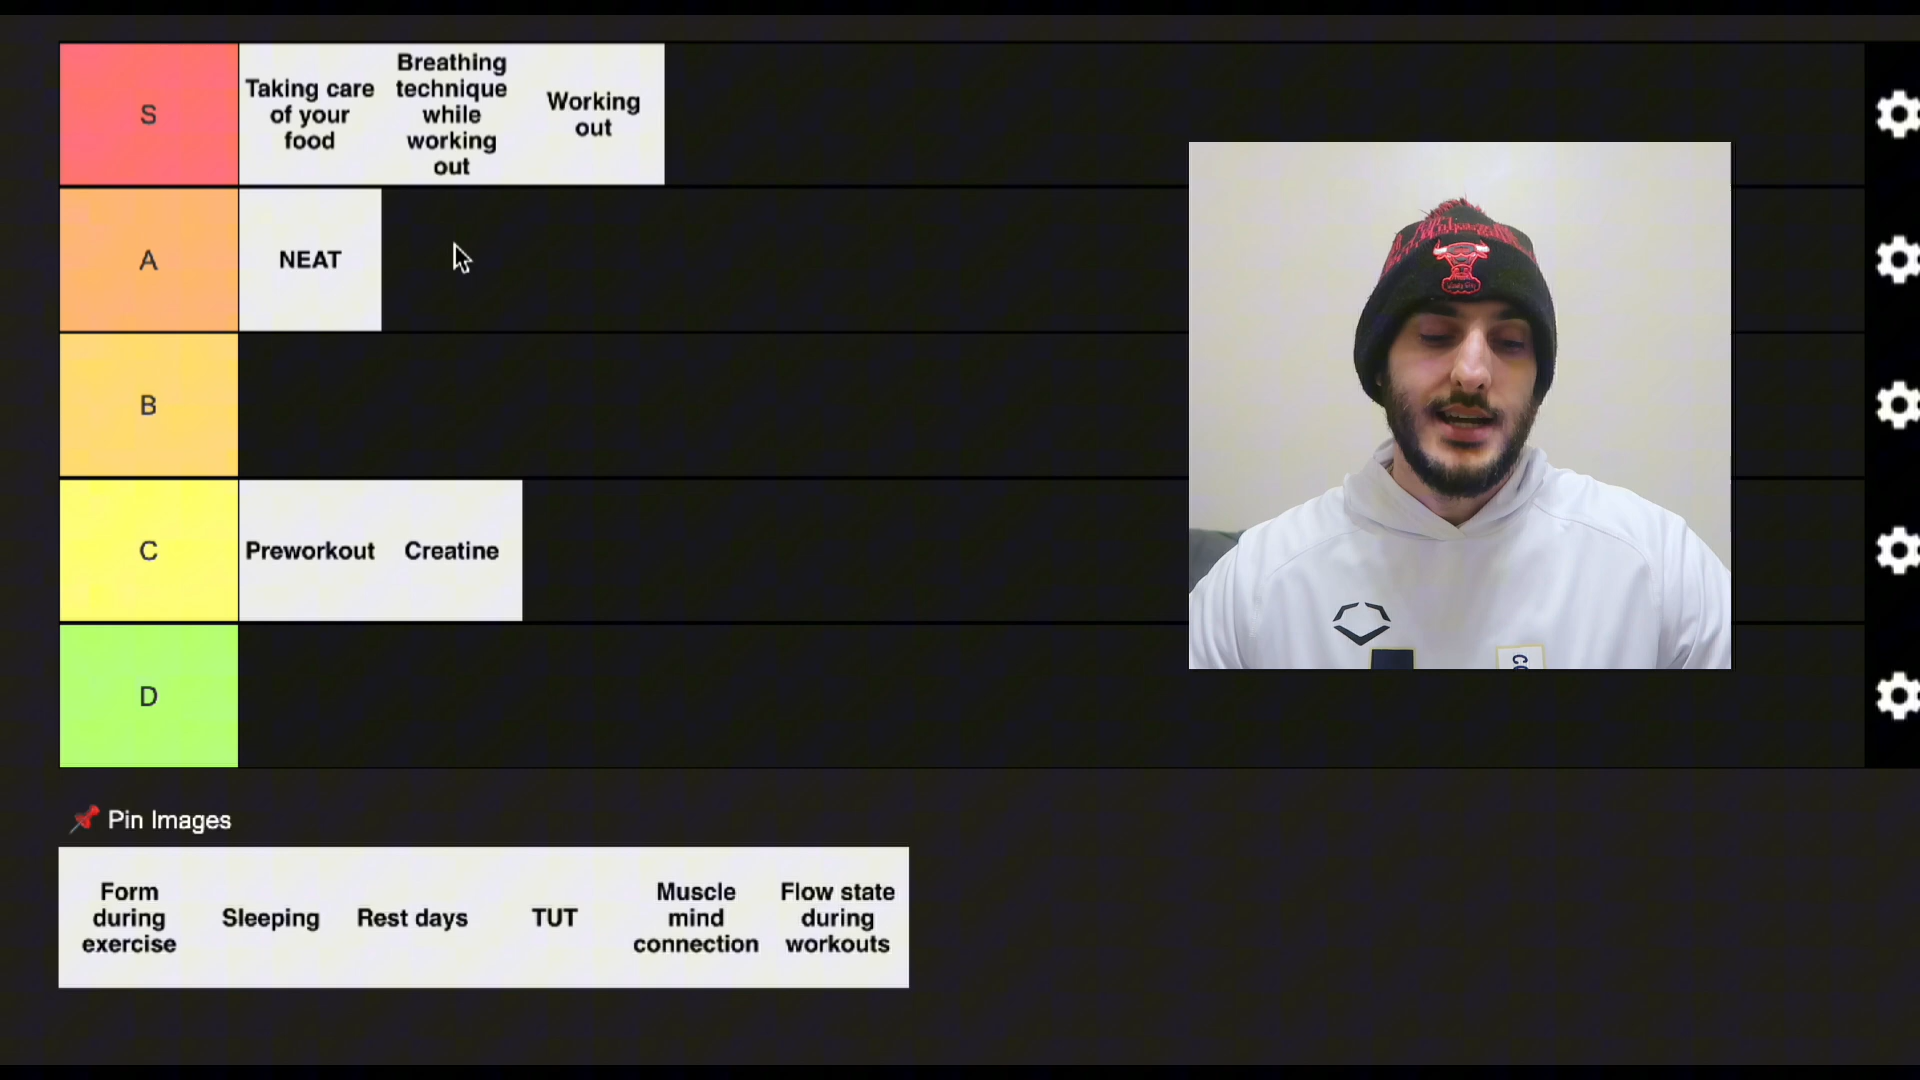 S
Taking care
of your
food
Breathing
technique
while
working
out
Working
out
A
NEAT
B
C
Preworkout
Creatine
D
Pin Images
Form
during
exercise
Sleeping
Rest days
TUT
Muscle
mind
connection
Flow state
during
workouts